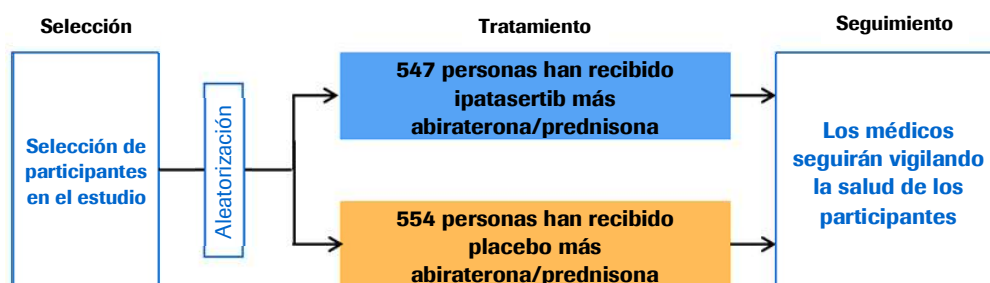 Selección
Tratamiento
Seguimiento
Selección de
participantes
en el estudio
Aleatorización
547 personas han recibido
ipatasertib más
abiraterona/prednisona
554 personas han recibido
placebo más
abiraterona/prednisona
Los médicos
seguirán vigilando
la salud de los
participantes